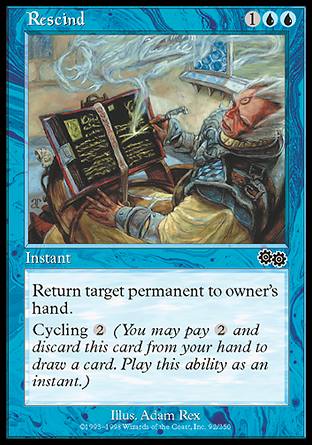 Rescind 1
Instant
Return target permanent to owner's
hand.
Cycling 2 (You may pay 2 and
discard this card from your hand to
draw a card. Play this ability as an
instant.)
Illus. Adam Rex
©1993–1998 Wizards of the Coast, Inc. 92/350